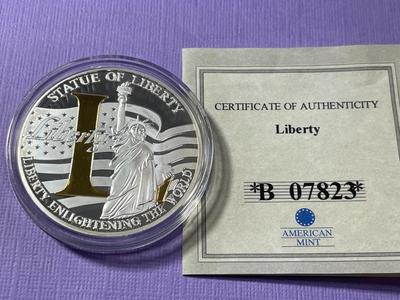 STATUE OF LIBERTY
L
Liberty
LIBERTY ENLIGHTENING THE WORLD
CERTIFICATE OF AUTHENTICITY
Liberty
*B 07823*
AMERICAN
MINT